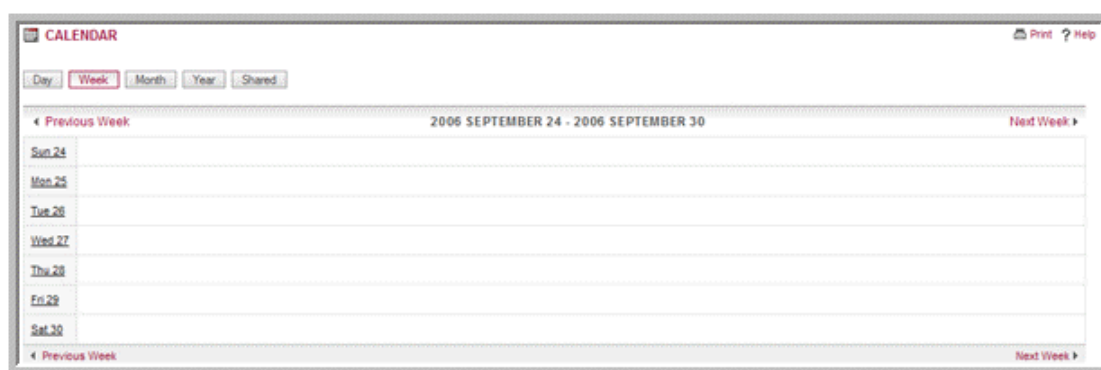 CALENDAR Print ? Help
Day Week Month Year Shared
Previous Week 2006 SEPTEMBER 24 - 2006 SEPTEMBER 30 Next Week
Sun 24
Mon 25
Tue 26
Wed 27
Thu 28
Fri 29
Sat 30
Previous Week Next Week